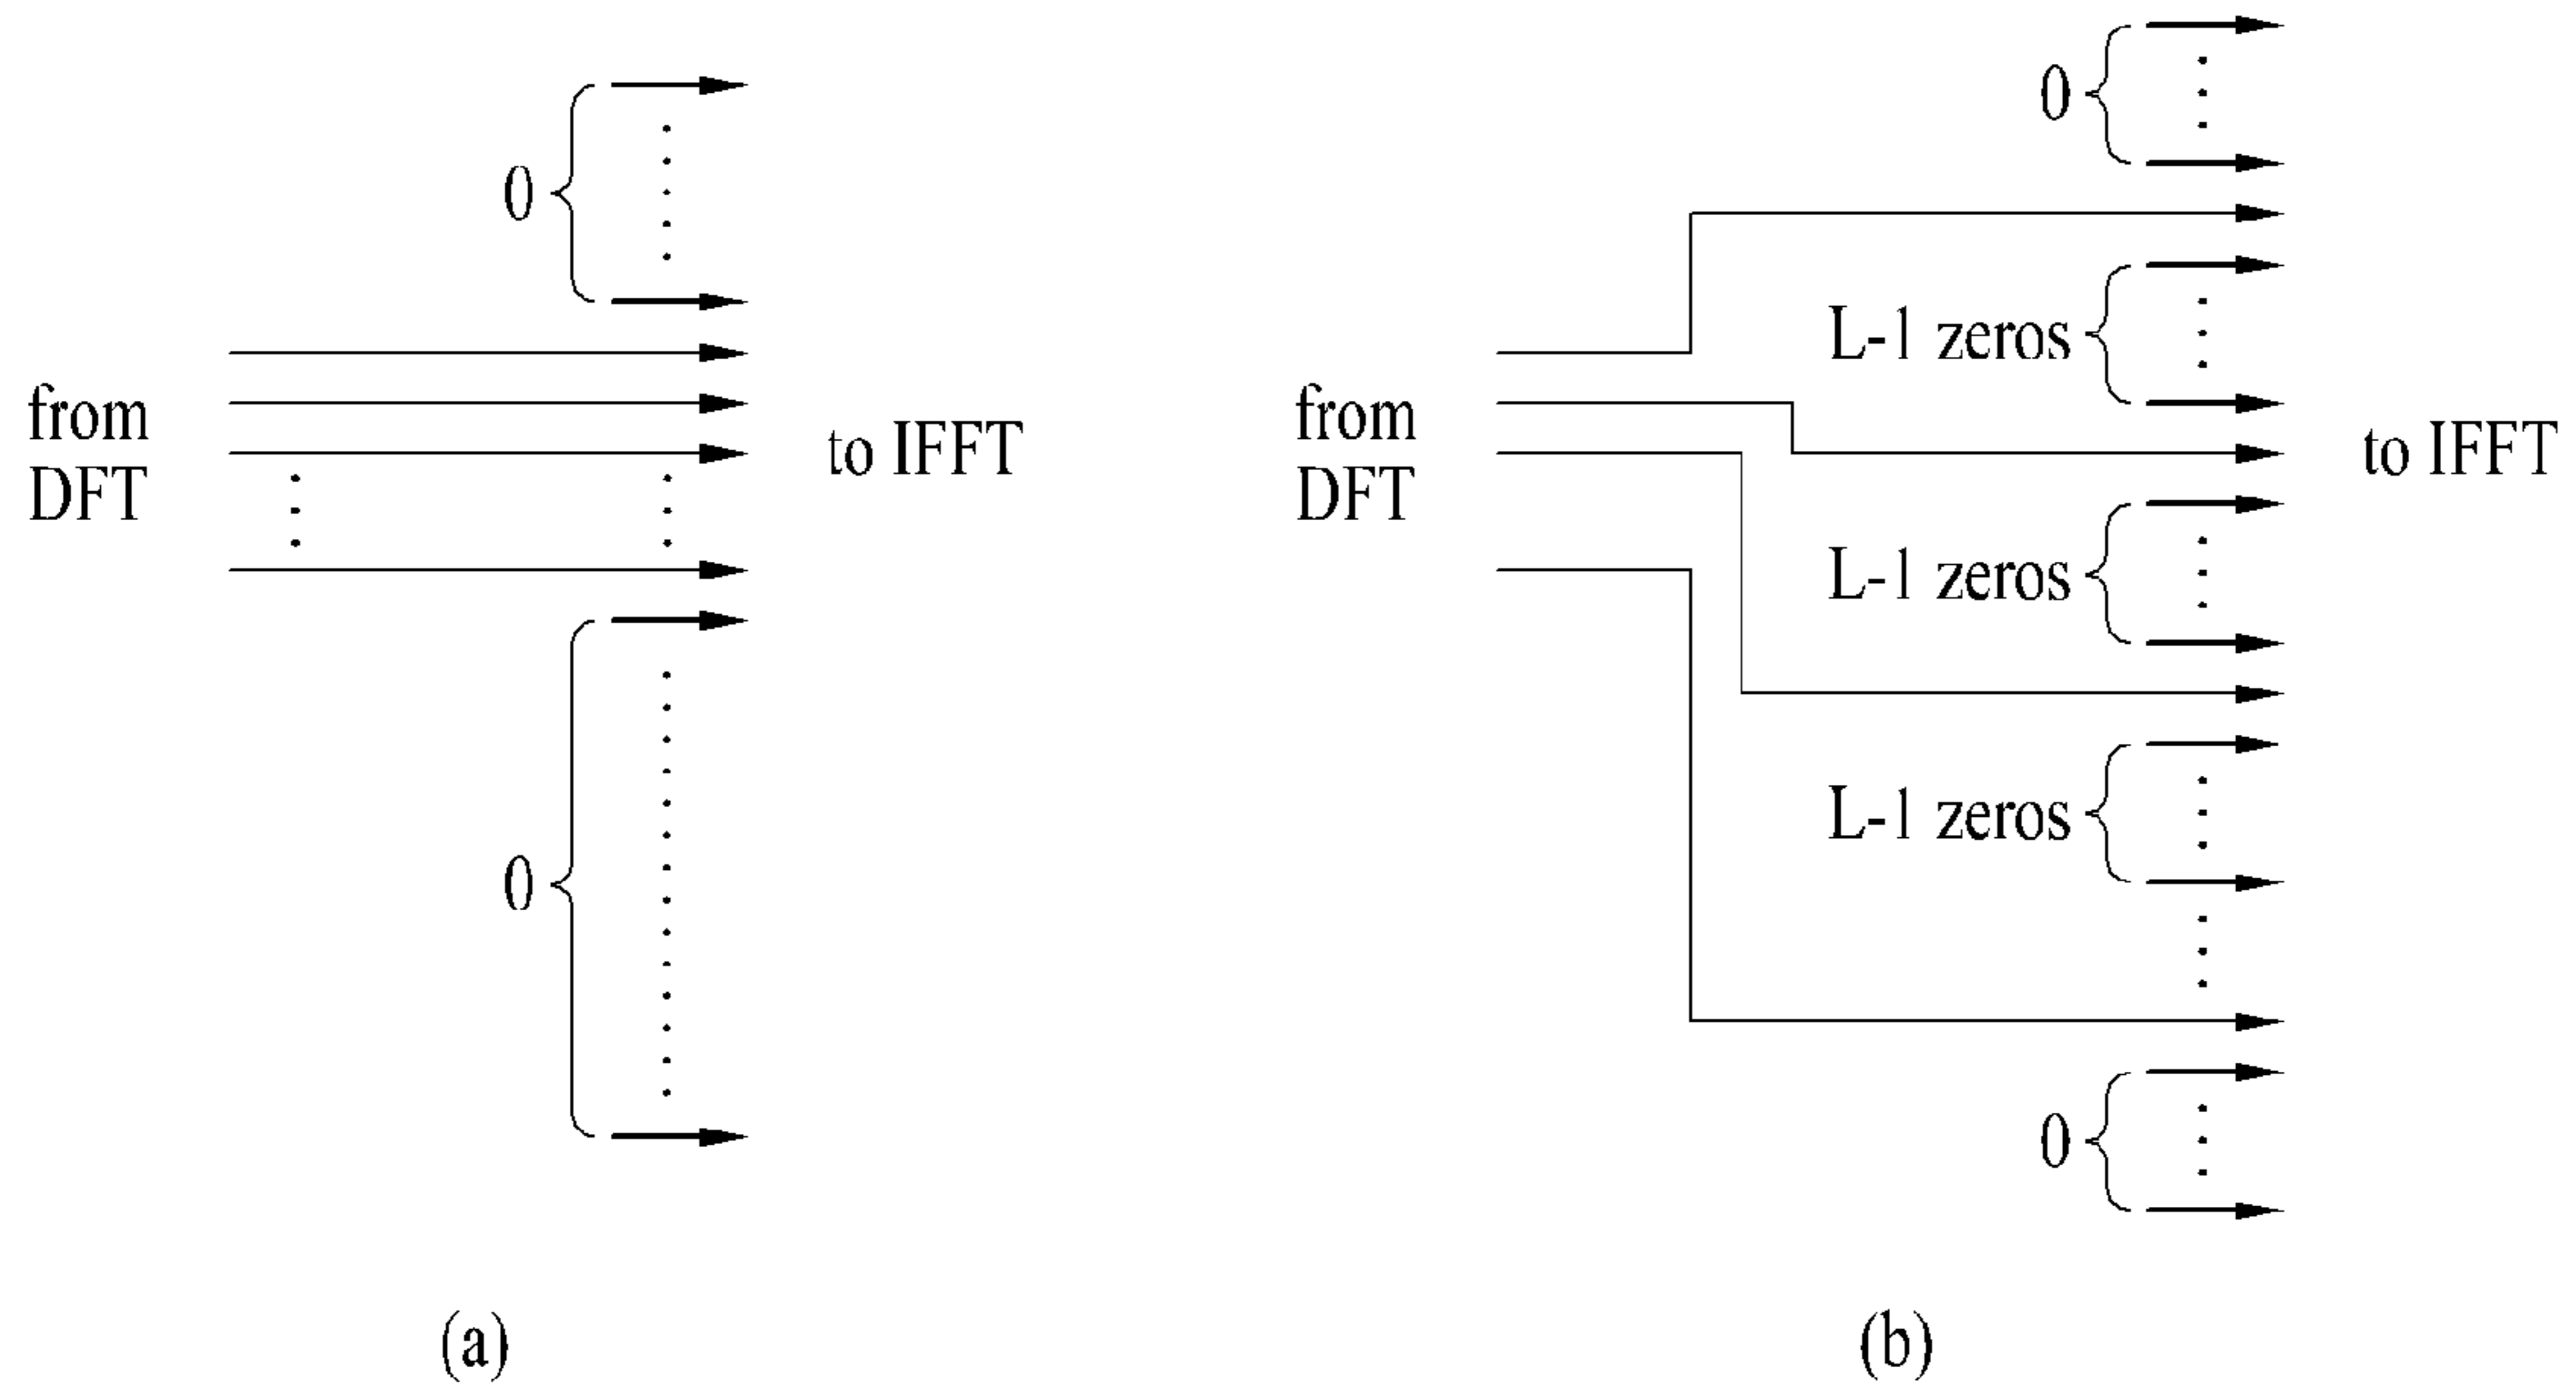 0
from
DFT
to IFFT
0
(a)
0
L-1 zeros
from
DFT
to IFFT
L-1 zeros
L-1 zeros
0
(b)